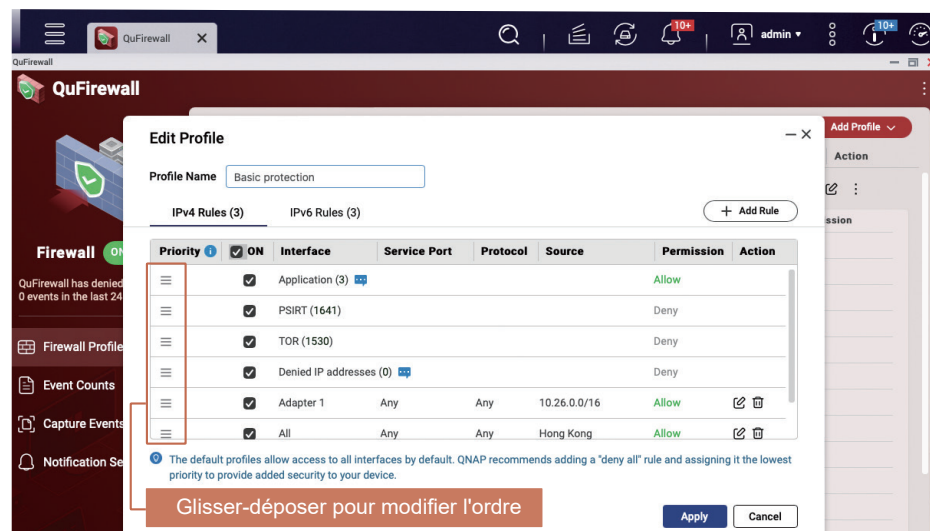 QuFirewall
10+
admin
10+
QuFirewall
QuFirewall
Add Profile
Edit Profile
Action
Profile Name
Basic protection
IPv4 Rules (3)
IPv6 Rules (3)
+ Add Rule
Priority
ON
Interface
Service Port
Protocol
Source
Permission
Action
Firewall
QuFirewall has denied
0 events in the last 24
Application (3)
Allow
PSIRT (1641)
Deny
TOR (1530)
Deny
Denied IP addresses (0)
Deny
Adapter 1
Any
Any
10.26.0.0/16
Allow
All
Any
Any
Hong Kong
Allow
Firewall Profile
Event Counts
Capture Events
Notification Se
The default profiles allow access to all interfaces by default. QNAP recommends adding a "deny all" rule and assigning it the lowest
priority to provide added security to your device.
Glisser-déposer pour modifier l'ordre
Apply
Cancel